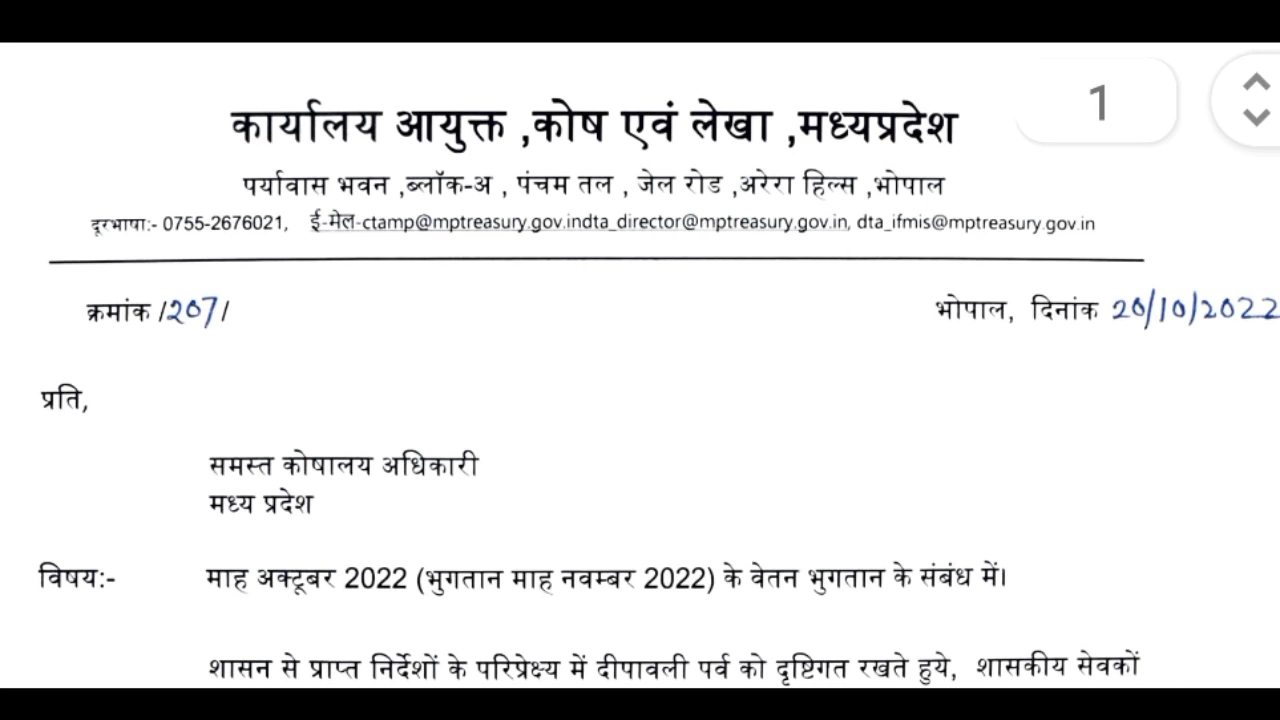 1
कार्यालय आयुक्त ,कोष एवं लेखा ,मध्यप्रदेश
पर्यावास भवन ,ब्लॉक-अ , पंचम तल , जेल रोड ,अरेरा हिल्स ,भोपाल
दूरभाषा:- 0755-2676021, ई-मेल-ctamp@mptreasury.gov.indta_director@mptreasury.gov.in, dta_ifmis@mptreasury.gov.in
क्रमांक /207/ भोपाल, दिनांक 20/10/2022
प्रति,
समस्त कोषालय अधिकारी
मध्य प्रदेश
विषय:- माह अक्टूबर 2022 (भुगतान माह नवम्बर 2022) के वेतन भुगतान के संबंध में।
शासन से प्राप्त निर्देशों के परिप्रेक्ष्य में दीपावली पर्व को दृष्टिगत रखते हुये, शासकीय सेवकों